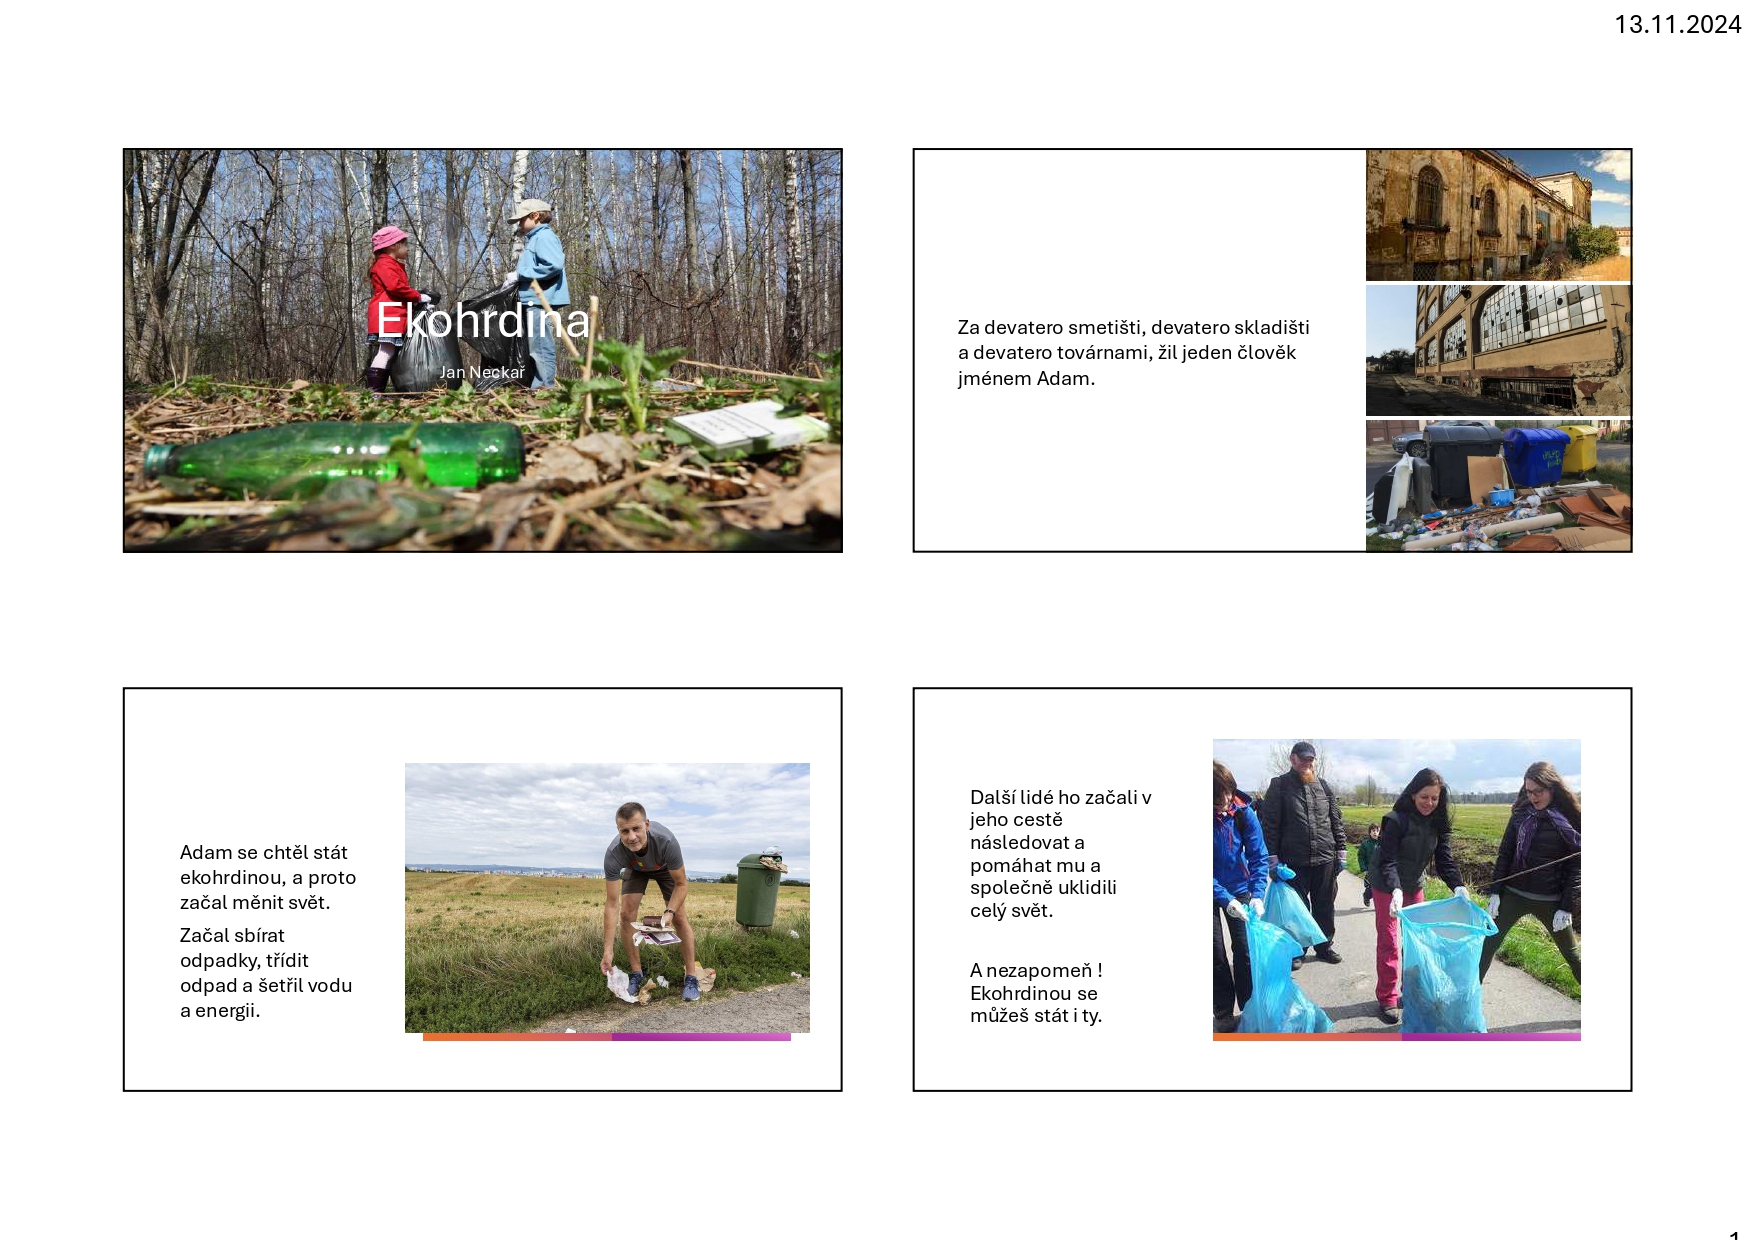 13.11.2024
Ekohrdina
Jan Neckař
Za devatero smetišti, devatero skladišti
a devatero továrnami, žil jeden člověk
jménem Adam.
Adam se chtěl stát
ekohrdinou, a proto
začal měnit svět.
Začal sbírat
odpadky, třídit
odpad a šetřil vodu
a energii.
Další lidé ho začali v
jeho cestě
následovat a
pomáhat mu a
společně uklidili
celý svět.
A nezapomeň !
Ekohrdinou se
můžeš stát i ty.
1